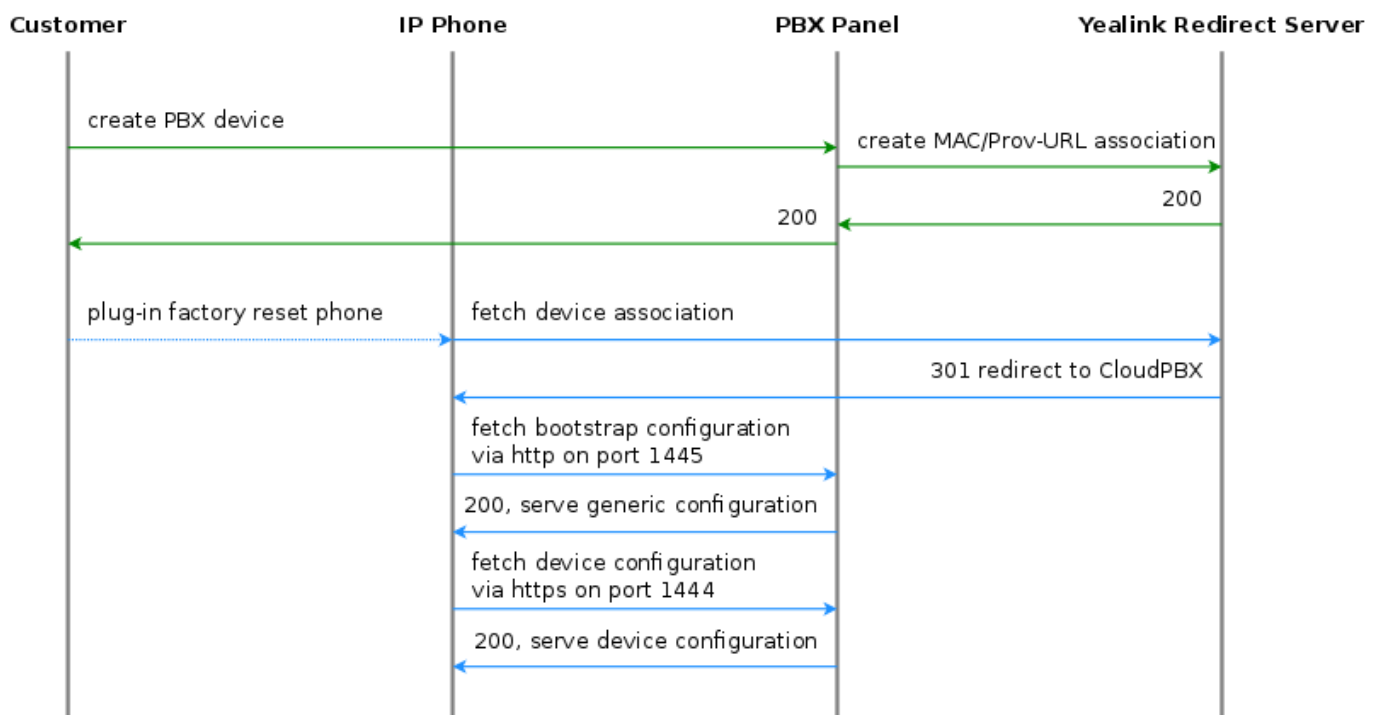 Customer IP Phone PBX Panel Yealink Redirect Server
create PBX device
create MAC/Prov-URL association
200
200
plug-in factory reset phone fetch device association
301 redirect to CloudPBX
fetch bootstrap configuration
via http on port 1445
200, serve generic configuration
fetch device configuration
via https on port 1444
200, serve device configuration